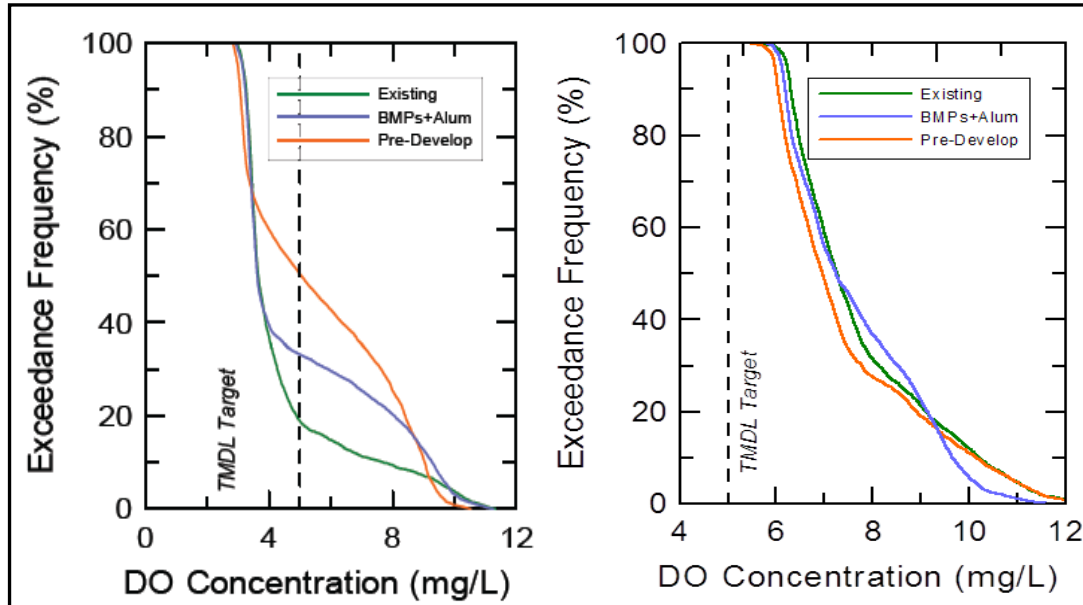 Exceedance Frequency (%)
100
80
60
40
20
0
Existing
BMPs+Alum
Pre-Develop
TMDL Target
0 4 8 12
DO Concentration (mg/L)
Exceedance Frequency (%)
100
80
60
40
20
0
Existing
BMPs+Alum
Pre-Develop
TMDL Target
4 6 8 10 12
DO Concentration (mg/L)